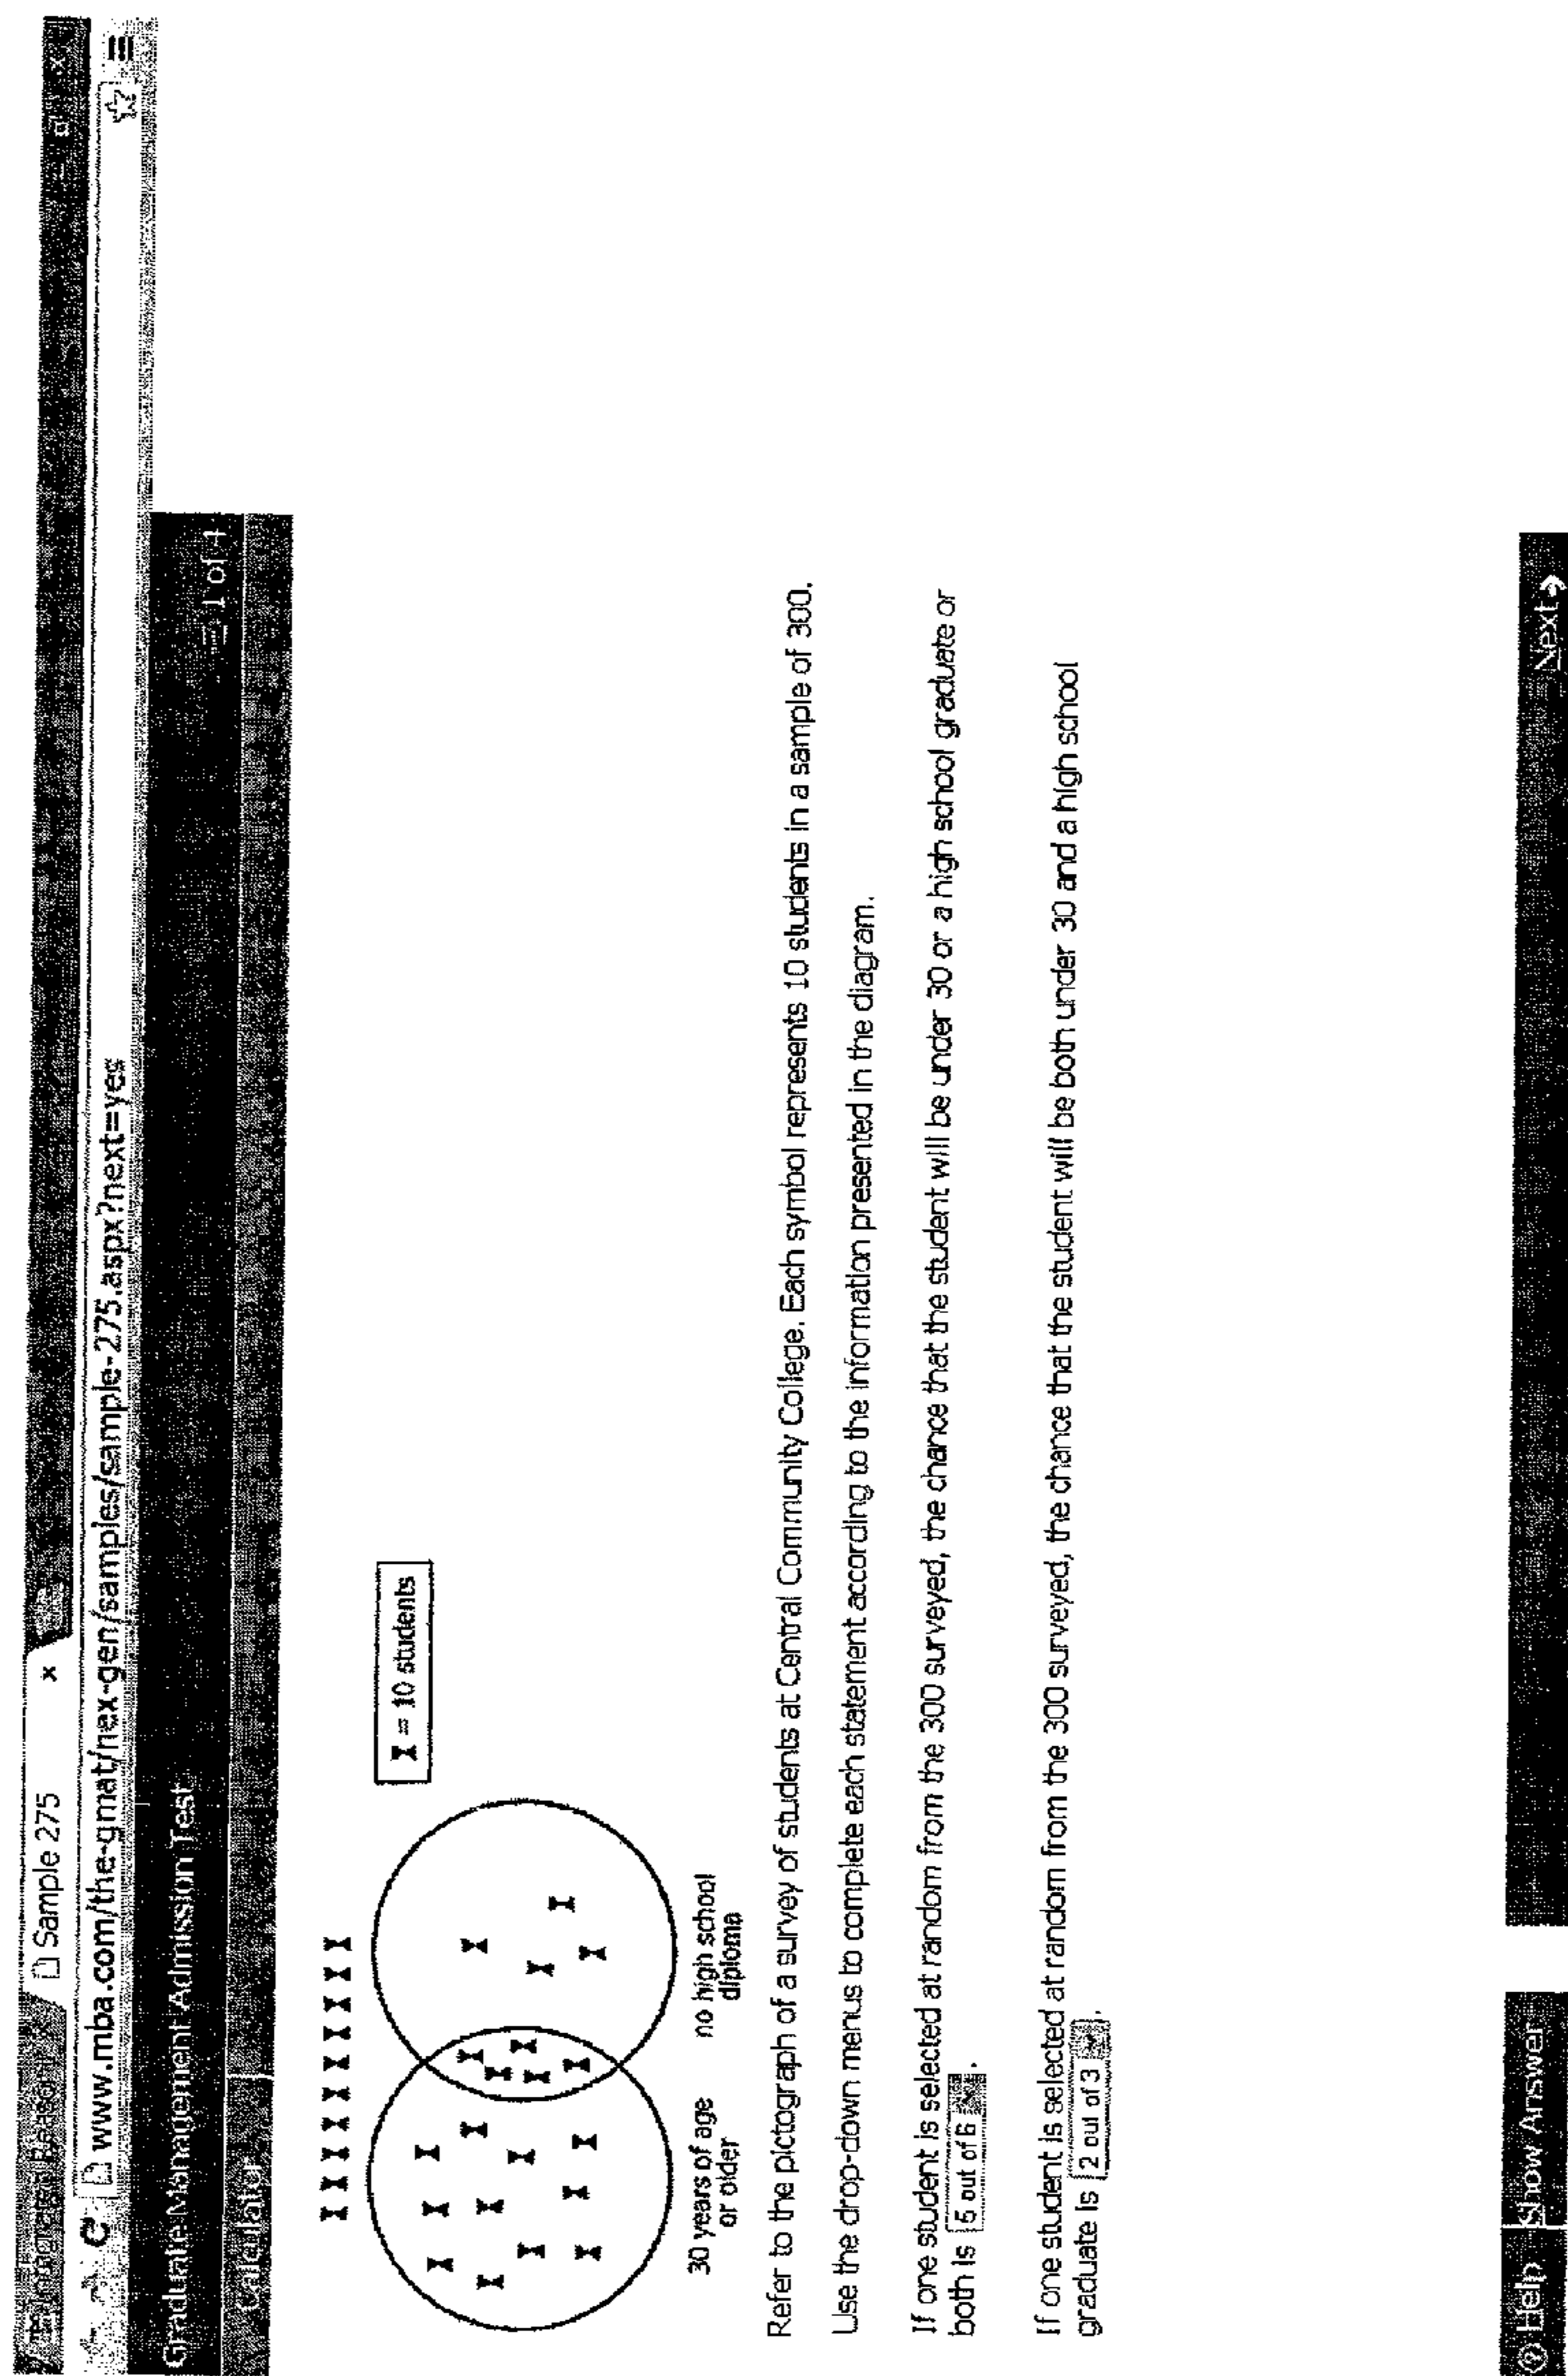 Sample 275 x
www.mba.com/the-gmat/nex-gen/samples/sample-275.aspx?next=yes
Graduate Management Admission Test
1 of 4
Calculator
= 10 students
30 years of age
or older
no high school
diploma
Refer to the pictograph of a survey of students at Central Community College. Each symbol represents 10 students in a sample of 300.
Use the drop-down menus to complete each statement according to the information presented in the diagram.
If one student is selected at random from the 300 surveyed, the chance that the student will be under 30 or a high school graduate or
both is 5 out of 6 .
If one student is selected at random from the 300 surveyed, the chance that the student will be both under 30 and a high school
graduate is 2 out of 3 .
Help Show Answer
Next